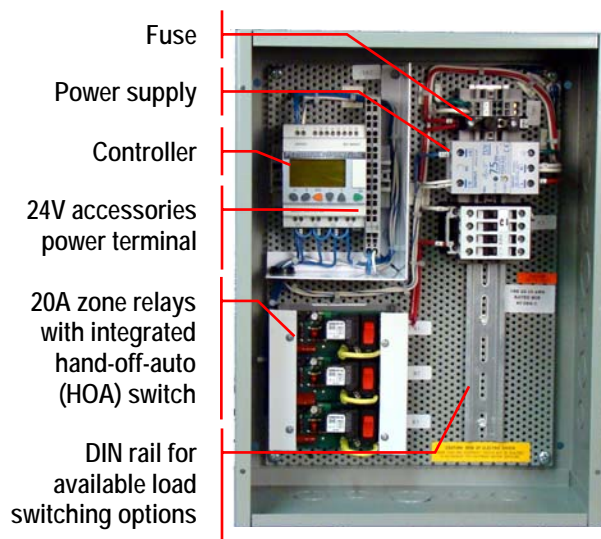 Fuse
Power supply
Controller
24V accessories
power terminal
20A zone relays
with integrated
hand-off-auto
(HOA) switch
DIN rail for
available load
switching options